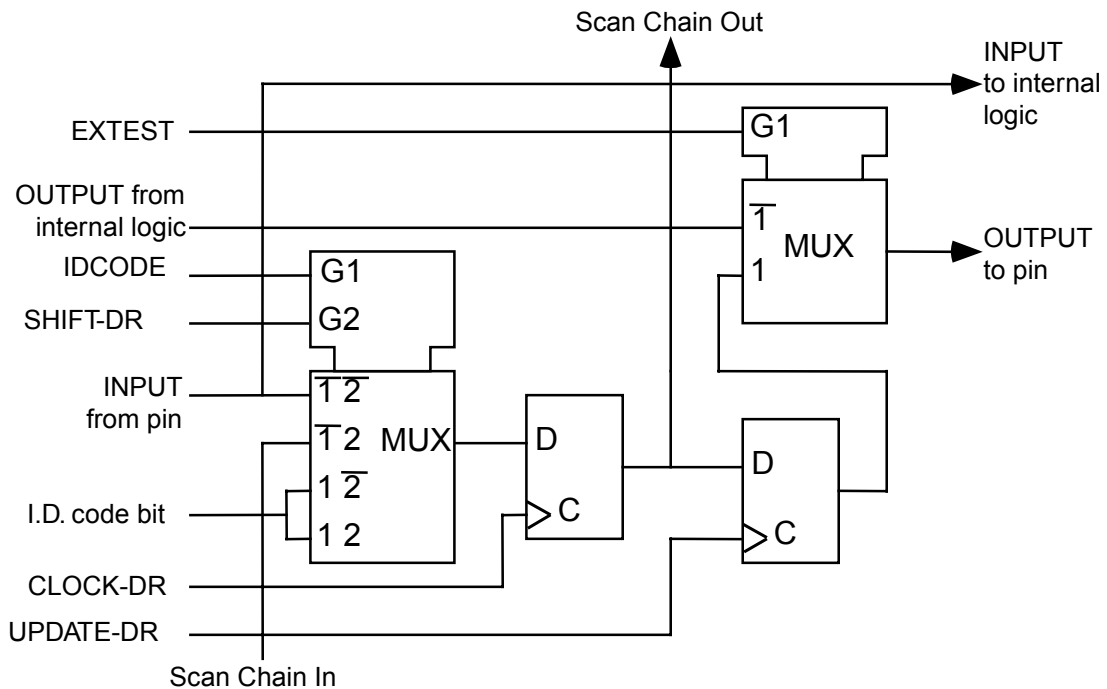 Scan Chain Out
INPUT
to internal
logic
EXTEST
G1
OUTPUT from
internal logic
1
MUX
1
OUTPUT
to pin
IDCODE
G1
SHIFT-DR
G2
INPUT
from pin
1̅ 2̅
1̅ 2
MUX
1 2̅
1 2
D
C
D
C
I.D. code bit
CLOCK-DR
UPDATE-DR
Scan Chain In